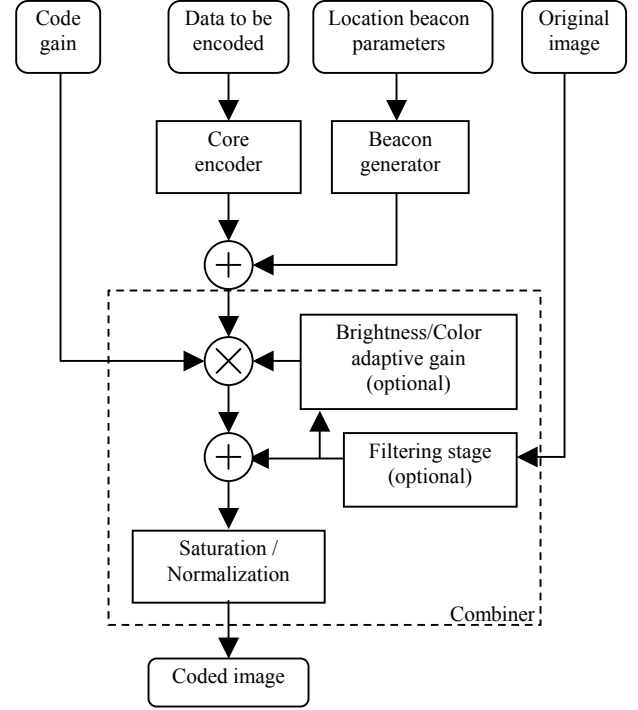 Code
gain
Data to be
encoded
Location beacon
parameters
Original
image
Core
encoder
Beacon
generator
Brightness/Color
adaptive gain
(optional)
Filtering stage
(optional)
Saturation /
Normalization
Combiner
Coded image